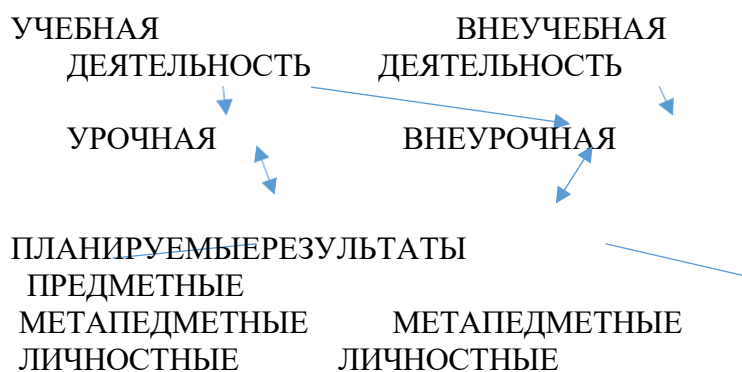 УЧЕБНАЯ ВНЕУЧЕБНАЯ
ДЕЯТЕЛЬНОСТЬ ДЕЯТЕЛЬНОСТЬ
УРОЧНАЯ ВНЕУРОЧНАЯ
ПЛАНИРУЕМЫЕРЕЗУЛЬТАТЫ
ПРЕДМЕТНЫЕ
МЕТАПЕДМЕТНЫЕ МЕТАПЕДМЕТНЫЕ
ЛИЧНОСТНЫЕ ЛИЧНОСТНЫЕ